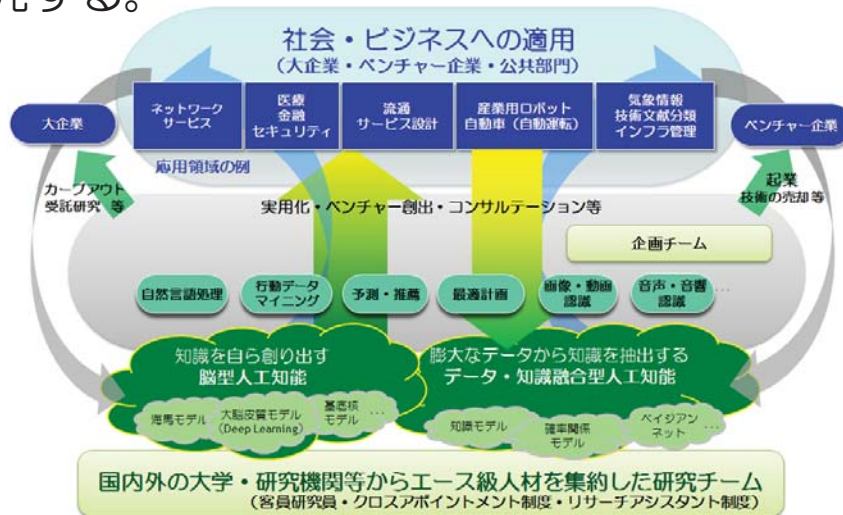 する。
社会・ビジネスへの適用
（大企業・ベンチャー企業・公共部門）
大企業
ネットワーク
サービス
医療
金融
セキュリティ
流通
サービス設計
産業用ロボット
自動車（自動運転）
気象情報
技術文献分類
インフラ管理
ベンチャー企業
応用領域の例
カーブアウト
受託研究 等
起業
技術の売却等
実用化・ベンチャー創出・コンサルテーション等
企画チーム
自然言語処理
行動データ
マイニング
予測・推薦
最適計画
画像・動画
認識
音声・音響
認識
…
知識を自ら創り出す
脳型人工知能
膨大なデータから知識を抽出する
データ・知識融合型人工知能
海馬モデル
大脳皮質モデル
（Deep Learning）
基底核
モデル
…
知識モデル
確率関係
モデル
ベイジアン
ネット
…
国内外の大学・研究機関等からエース級人材を集約した研究チーム
（客員研究員・クロスアポイントメント制度・リサーチアシスタント制度）